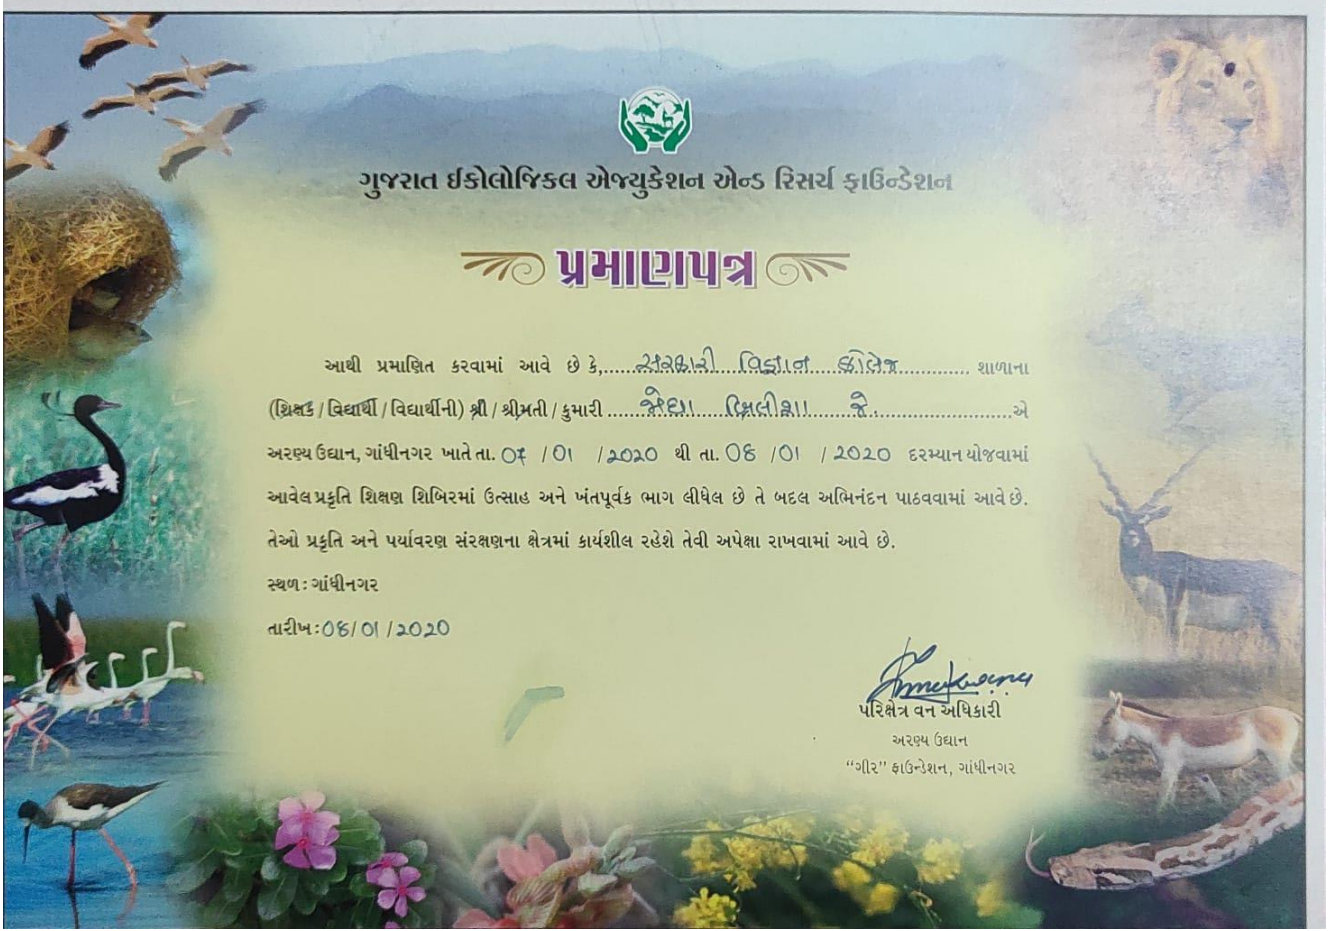 ગુજરાત ઈકોલોજિકલ એજ્યુકેશન એન્ડ રિસર્ચ ફાઉન્ડેશન
પ્રમાણપત્ર
આથી પ્રમાણિત કરવામાં આવે છે કે,......સરકારી વિજ્ઞાન કોલેજ............ શાળાના
(શિક્ષક / વિદ્યાર્થી / વિદ્યાર્થીની) શ્રી / શ્રીમતી / કુમારી ............ જે. ............એ
અરણ્ય ઉદ્યાન, ગાંધીનગર ખાતે તા. 07 /01 /2020 થી તા. 08 /01 /2020 દરમ્યાન યોજવામાં
આવેલ પ્રકૃતિ શિક્ષણ શિબિરમાં ઉત્સાહ અને ખંતપૂર્વક ભાગ લીધેલ છે તે બદલ અભિનંદન પાઠવવામાં આવે છે.
તેઓ પ્રકૃતિ અને પર્યાવરણ સંરક્ષણના ક્ષેત્રમાં કાર્યશીલ રહેશે તેવી અપેક્ષા રાખવામાં આવે છે.
સ્થળ : ગાંધીનગર
તારીખ : 08/01/2020
પરિક્ષેત્ર વન અધિકારી
અરણ્ય ઉદ્યાન
“ગીર” ફાઉન્ડેશન, ગાંધીનગર